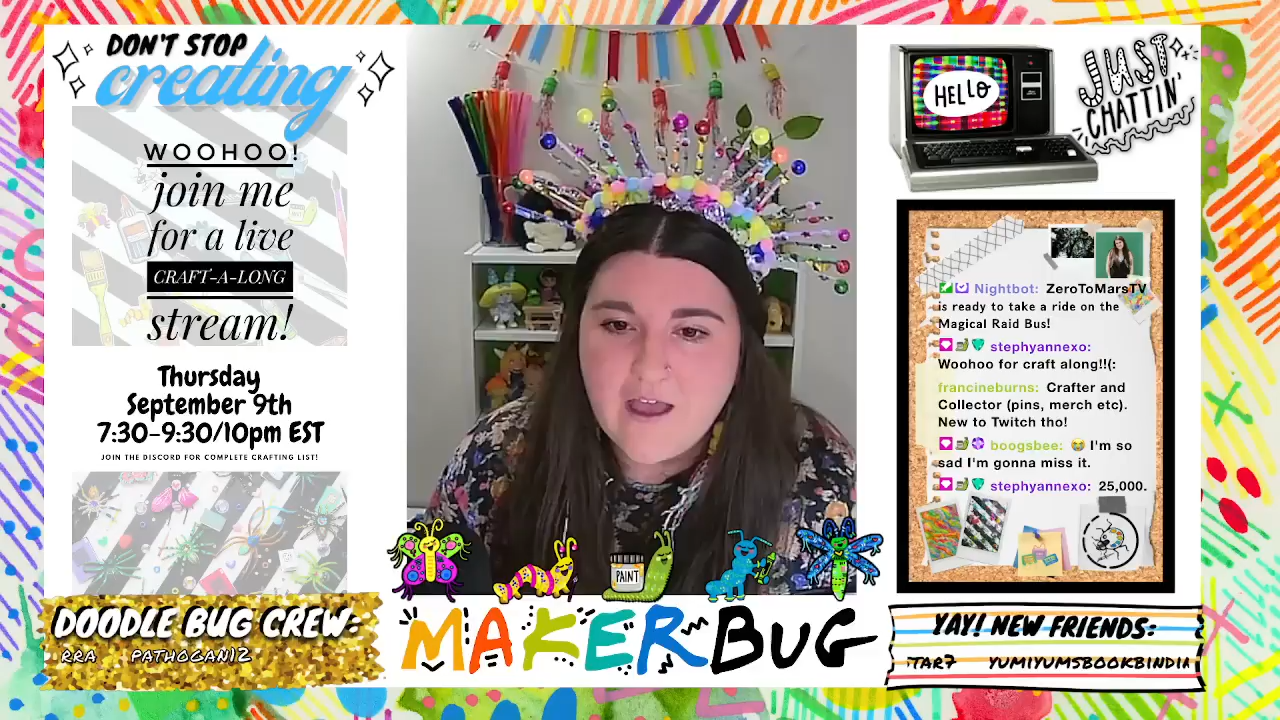 DON'T STOP
creating
WOOHOO!
join me
for a live
CRAFT-A-LONG
stream!
Thursday
September 9th
7:30-9:30/10pm EST
JOIN THE DISCORD FOR COMPLETE CRAFTING LIST!
DOODLE BUG CREW:
RRA PATHOGAN12
PAINT
MAKERBUG
HELLO
JUST
CHATTIN'
Nightbot: ZeroToMarsTV
is ready to take a ride on the
Magical Raid Bus!
stephyannexo:
Woohoo for craft along!!(:
francineburns: Crafter and
Collector (pins, merch etc).
New to Twitch tho!
boogsbee: 😭 I'm so
sad I'm gonna miss it.
stephyannexo: 25,000.
YAY! NEW FRIENDS:
TAR7 YUMIYUMSBOOKBINDI